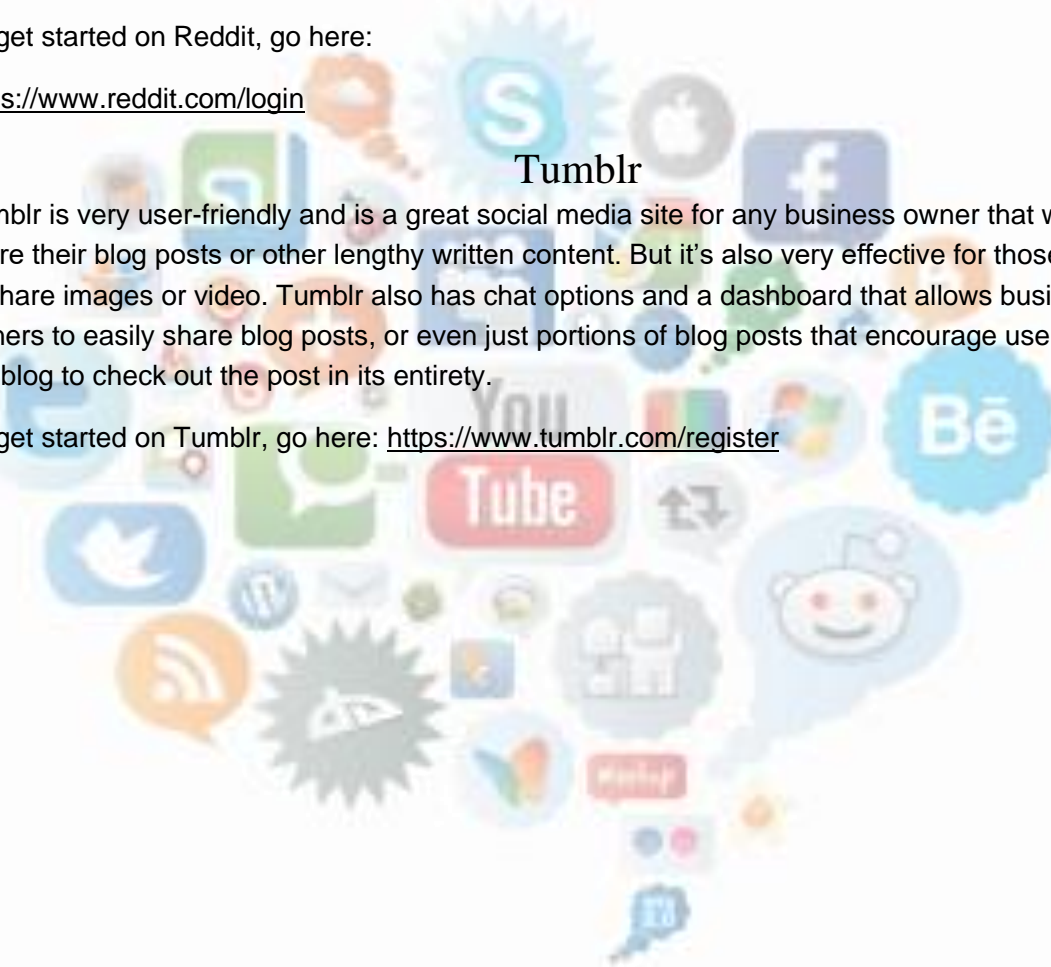 get started on Reddit, go here:
s://www.reddit.com/login
Tumblr
mblr is very user-friendly and is a great social media site for any business owner that w
re their blog posts or other lengthy written content. But it’s also very effective for those
share images or video. Tumblr also has chat options and a dashboard that allows busi
ners to easily share blog posts, or even just portions of blog posts that encourage use
blog to check out the post in its entirety.
get started on Tumblr, go here: https://www.tumblr.com/register
S
f
You
Tube
Bē
W
Meetup